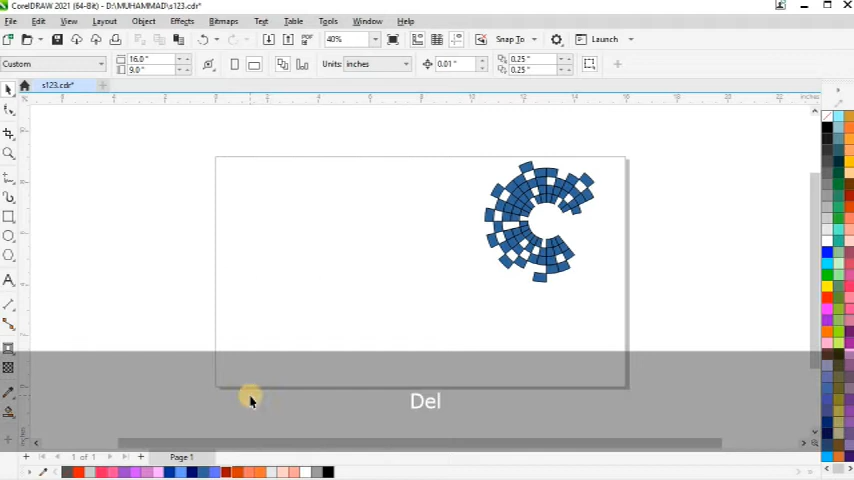 CorelDRAW 2021 (64-Bit) - D:\MUHAMMAD\s123.cdr*
File Edit View Layout Object Effects Bitmaps Text Table Tools Window Help
40% PDF Snap To Launch
Custom 16.0 " 9.0 " Units: inches 0.01 " 0.25 " 0.25 "
s123.cdr*
inches
Del
1 of 1 Page 1